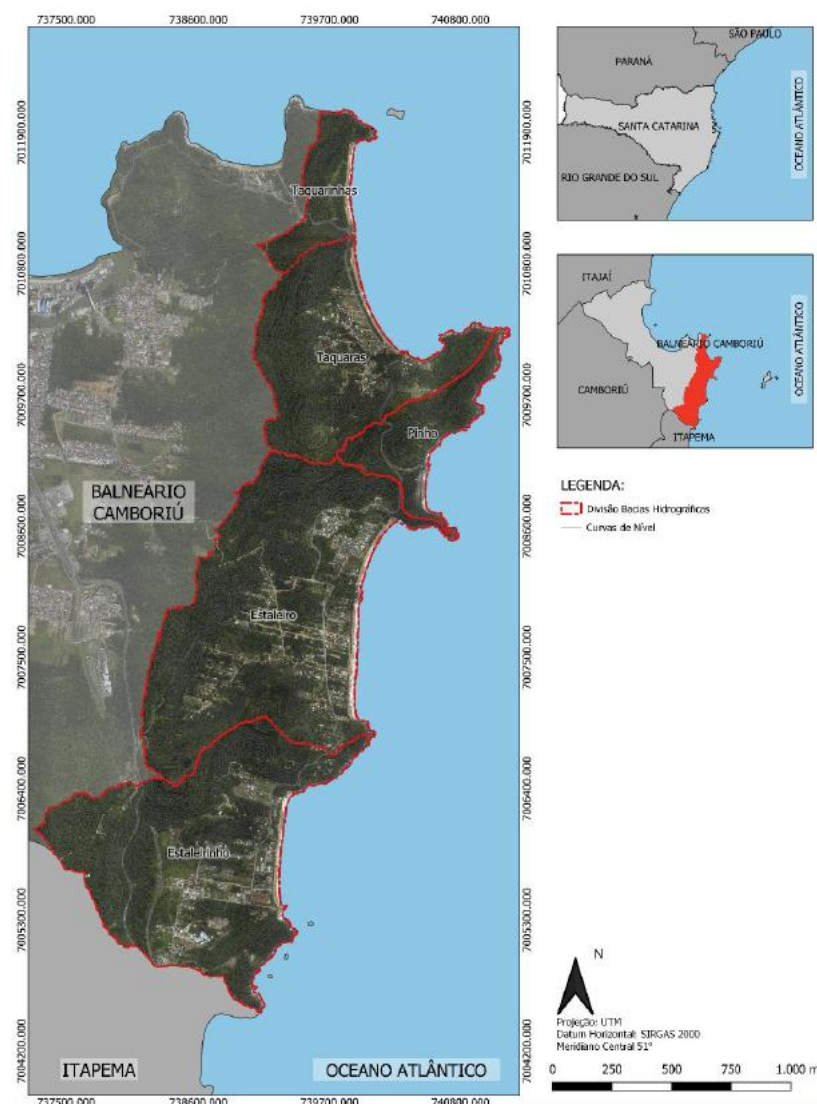 737500.000 738600.000 739700.000 740800.000
7011900.000
7010800.000
7009700.000
7008600.000
7007500.000
7006400.000
7005300.000
7004200.000
Taquarinhas
Taquaras
Pinho
BALNEÁRIO
CAMBORIÚ
Estaleiro
Estaleirinho
ITAPEMA
OCEANO ATLÂNTICO
7011900.000
7010800.000
7009700.000
7008600.000
7007500.000
7006400.000
7005300.000
7004200.000
737500.000 738600.000 739700.000 740800.000
SÃO PAULO
PARANÁ
SANTA CATARINA
RIO GRANDE DO SUL
OCEANO ATLÂNTICO
ITAJAÍ
BALNEÁRIO CAMBORIÚ
CAMBORIÚ
ITAPEMA
OCEANO ATLÂNTICO
LEGENDA:
Divisão Bacias Hidrográficas
Curvas de Nível
N
Projeção: UTM
Datum Horizontal: SIRGAS 2000
Meridiano Central 51°
0 250 500 750 1.000 m